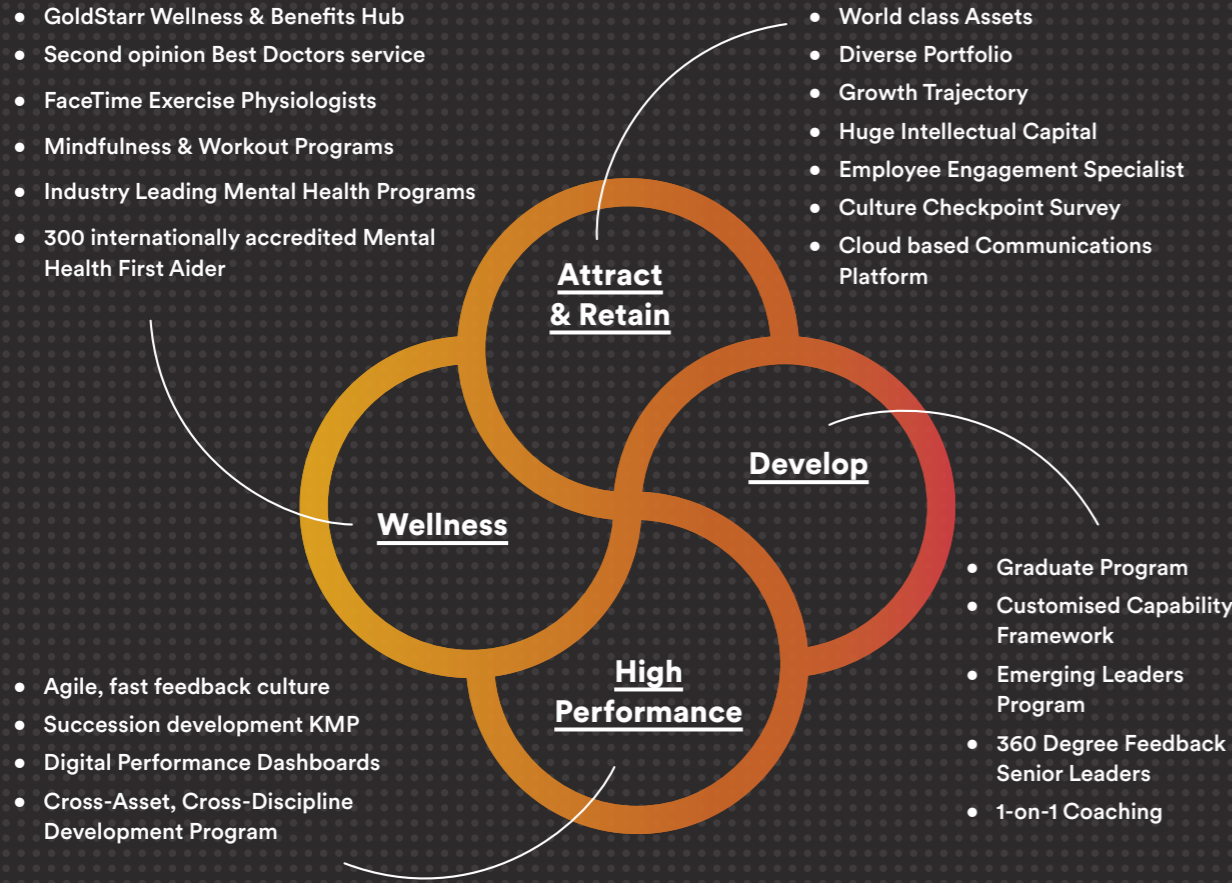 • GoldStarr Wellness & Benefits Hub
• Second opinion Best Doctors service
• FaceTime Exercise Physiologists
• Mindfulness & Workout Programs
• Industry Leading Mental Health Programs
• 300 internationally accredited Mental
Health First Aider
• World class Assets
• Diverse Portfolio
• Growth Trajectory
• Huge Intellectual Capital
• Employee Engagement Specialist
• Culture Checkpoint Survey
• Cloud based Communications
Platform
Attract
& Retain
Develop
Wellness
High
Performance
• Graduate Program
• Customised Capability
Framework
• Emerging Leaders
Program
• 360 Degree Feedback
Senior Leaders
• 1-on-1 Coaching
• Agile, fast feedback culture
• Succession development KMP
• Digital Performance Dashboards
• Cross-Asset, Cross-Discipline
Development Program